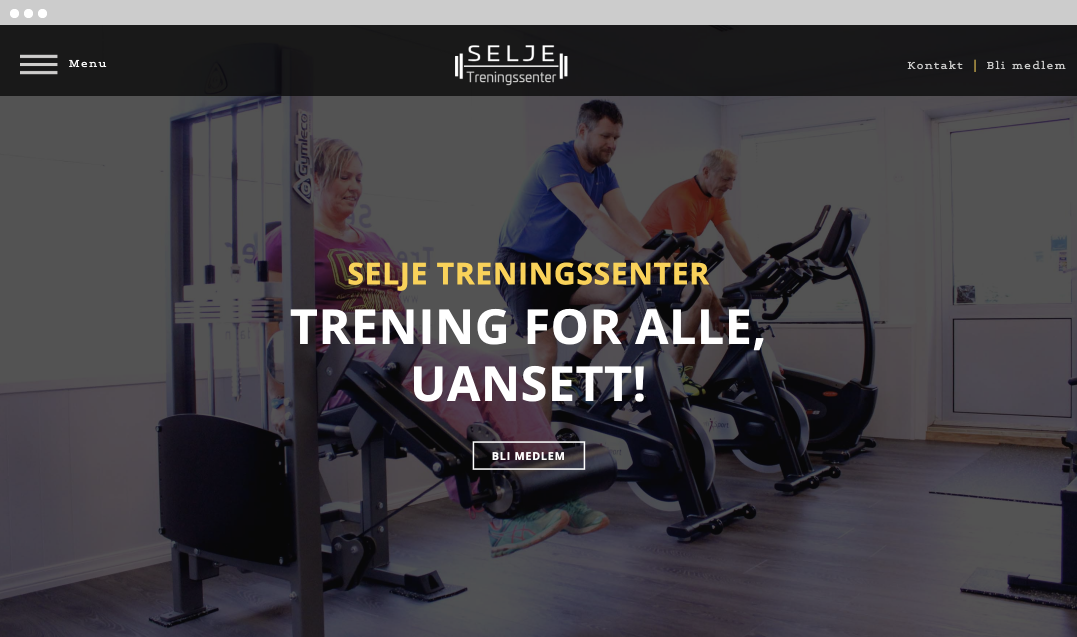 Menu
SELJE
Treningssenter
Kontakt | Bli medlem
Gymleco
SELJE TRENINGSSENTER
TRENING FOR ALLE,
UANSETT!
BLI MEDLEM